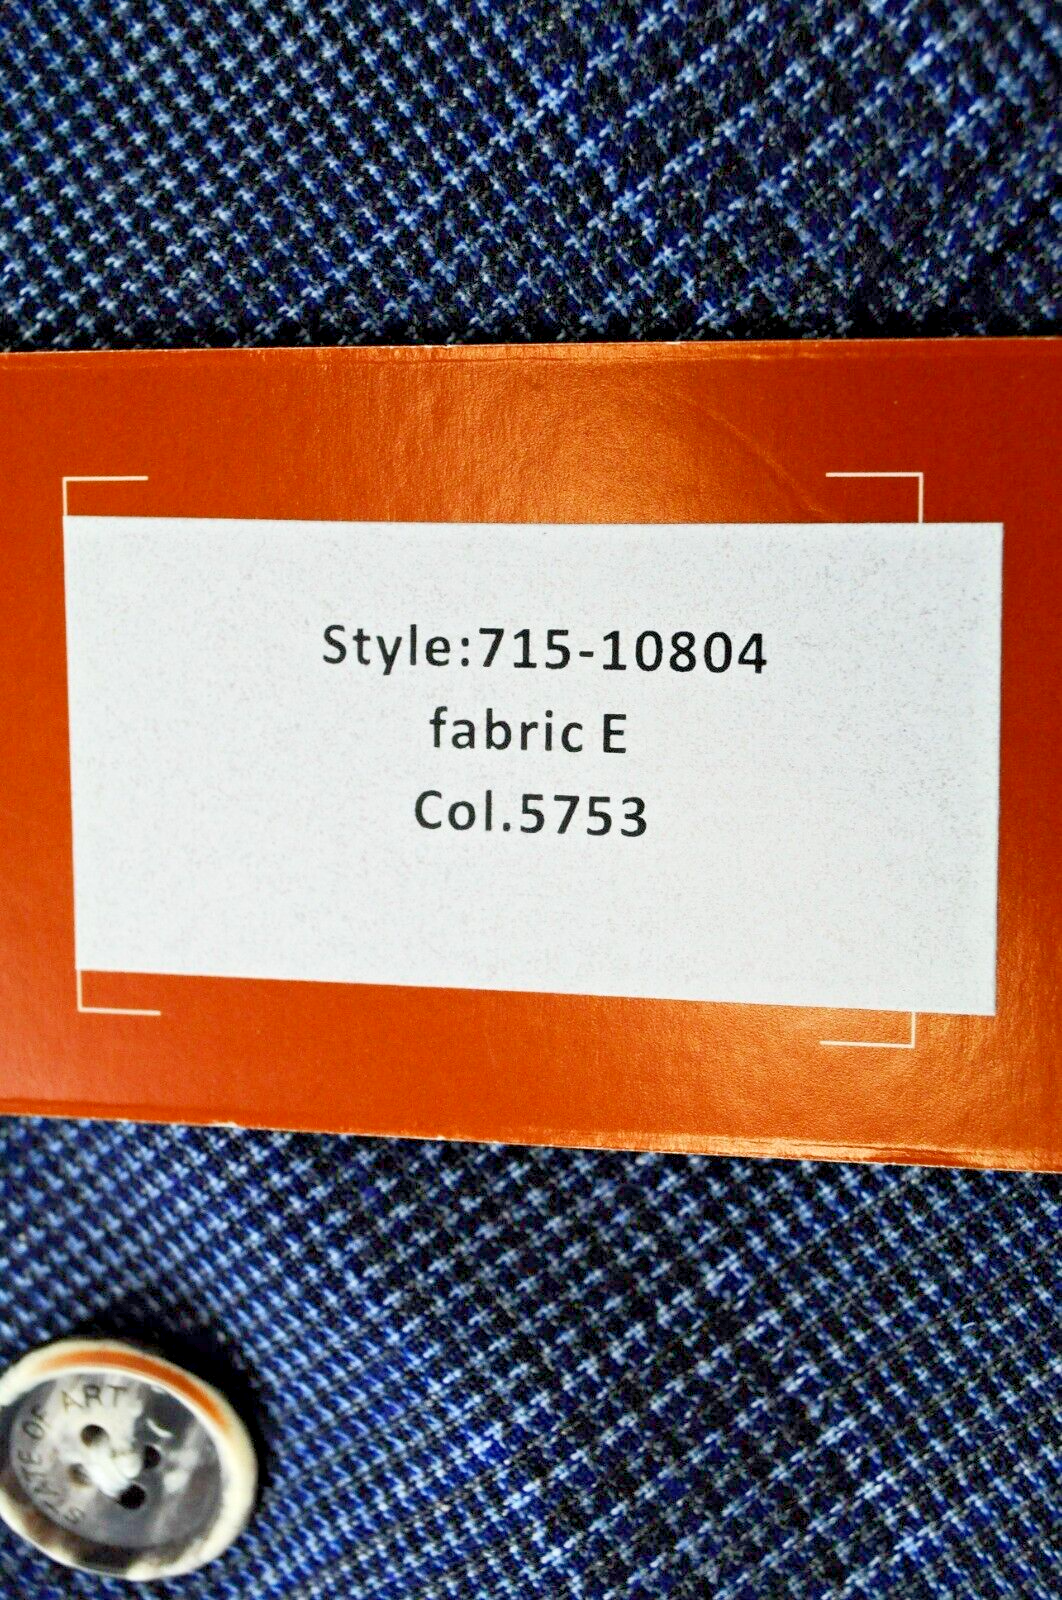 Style:715-10804
fabric E
Col.5753
STATE OF ART